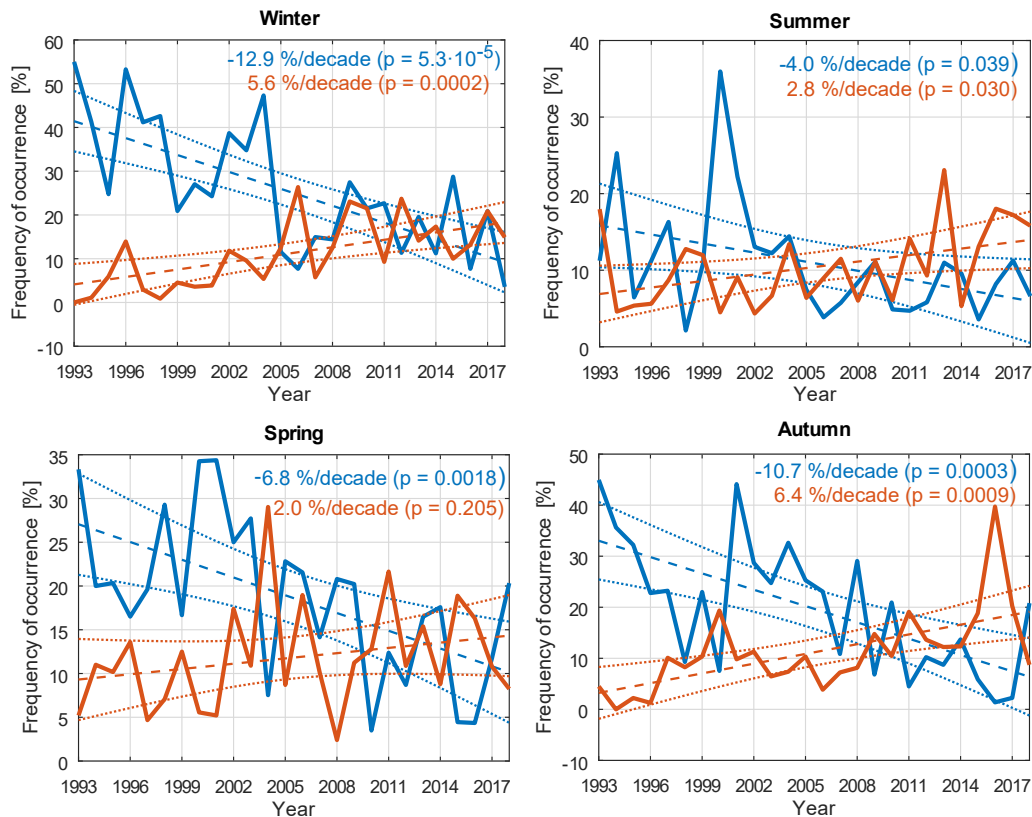 Winter
-12.9 %/decade (p = 5.3·10⁻⁵)
5.6 %/decade (p = 0.0002)
Frequency of occurrence [%]
60
50
40
30
20
10
0
-10
1993 1996 1999 2002 2005 2008 2011 2014 2017
Year
Summer
-4.0 %/decade (p = 0.039)
2.8 %/decade (p = 0.030)
Frequency of occurrence [%]
40
30
20
10
0
1993 1996 1999 2002 2005 2008 2011 2014 2017
Year
Spring
-6.8 %/decade (p = 0.0018)
2.0 %/decade (p = 0.205)
Frequency of occurrence [%]
35
30
25
20
15
10
5
0
1993 1996 1999 2002 2005 2008 2011 2014 2017
Year
Autumn
-10.7 %/decade (p = 0.0003)
6.4 %/decade (p = 0.0009)
Frequency of occurrence [%]
50
40
30
20
10
0
-10
1993 1996 1999 2002 2005 2008 2011 2014 2017
Year